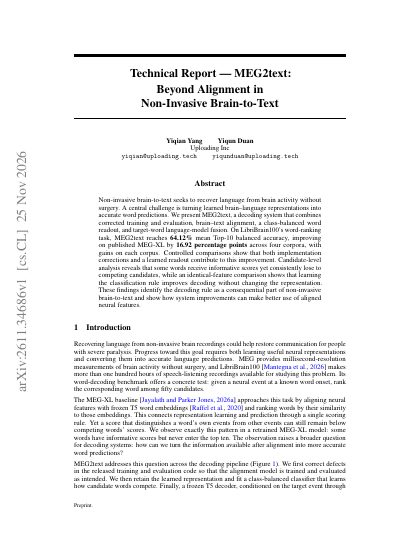 Technical Report — MEG2text:
Beyond Alignment in
Non-Invasive Brain-to-Text
Yiqian Yang Yiqun Duan
Uploading Inc
yiqian@uploading.tech yiqunduan@uploading.tech
Abstract
Non-invasive brain-to-text seeks to recover language from brain activity without
surgery. A central challenge is turning learned brain–language representations into
accurate word predictions. We present MEG2text, a decoding system that combines
corrected training and evaluation, brain–text alignment, a class-balanced word
readout, and target-word language-model fusion. On LibriBrain100's word-ranking
task, MEG2text reaches 64.12% mean Top-10 balanced accuracy, improving
on published MEG-XL by 16.92 percentage points across four corpora, with
gains on each corpus. Controlled comparisons show that both implementation
corrections and a learned readout contribute to this improvement. Candidate-level
analysis reveals that some words receive informative scores yet consistently lose to
competing candidates, while an identical-feature comparison shows that learning
the classification rule improves decoding without changing the representation.
These findings identify the decoding rule as a consequential part of non-invasive
brain-to-text and show how system improvements can make better use of aligned
neural features.
1 Introduction
Recovering language from non-invasive brain recordings could help restore communication for people
with severe paralysis. Progress toward this goal requires both learning useful neural representations
and converting them into accurate language predictions. MEG provides millisecond-resolution
measurements of brain activity without surgery, and LibriBrain100 [Mantegna et al., 2026] makes
more than one hundred hours of speech-listening recordings available for studying this problem. Its
word-decoding benchmark offers a concrete test: given a neural event at a known word onset, rank
the corresponding word among fifty candidates.
The MEG-XL baseline [Jayalath and Parker Jones, 2026a] approaches this task by aligning neural
features with frozen T5 word embeddings [Raffel et al., 2020] and ranking words by their similarity
to those embeddings. This connects representation learning and prediction through a single scoring
rule. Yet a score that distinguishes a word's own events from other events can still remain below
competing words' scores. We observe exactly this pattern in a retrained MEG-XL model: some
words have informative scores but never enter the top ten. The observation raises a broader question
for decoding systems: how can we turn the information available after alignment into more accurate
word predictions?
MEG2text addresses this question across the decoding pipeline (Figure 1). We first correct defects
in the released training and evaluation code so that the alignment model is trained and evaluated
as intended. We then retain the learned representation and fit a class-balanced classifier that learns
how candidate words compete. Finally, a frozen T5 decoder, conditioned on the target event through
Preprint.
arXiv:2611.34686v1 [cs.CL] 25 Nov 2026